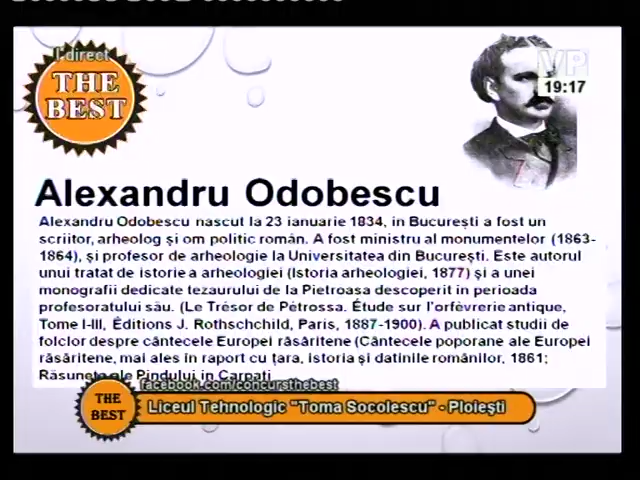 în direct
THE
BEST
VP
19:17
Alexandru Odobescu
Alexandru Odobescu nascut la 23 ianuarie 1834, in București a fost un
scriitor, arheolog și om politic român. A fost ministru al monumentelor (1863-
1864), și profesor de arheologie la Universitatea din București. Este autorul
unui tratat de istorie a arheologiei (Istoria arheologiei, 1877) și a unei
monografii dedicate tezaurului de la Pietroasa descoperit in perioada
profesoratului său. (Le Trésor de Pétrossa. Étude sur l'orfèvrerie antique,
Tome I-III, Éditions J. Rothschchild, Paris, 1887-1900). A publicat studii de
folclor despre cântecele Europei răsăritene (Cântecele poporane ale Europei
răsăritene, mai ales în raport cu țara, istoria și datinile românilor, 1861;
Răsunete ale Pindului in Carpati
facebook.com/concursthebest
THE
BEST
Liceul Tehnologic "Toma Socolescu" - Ploiești